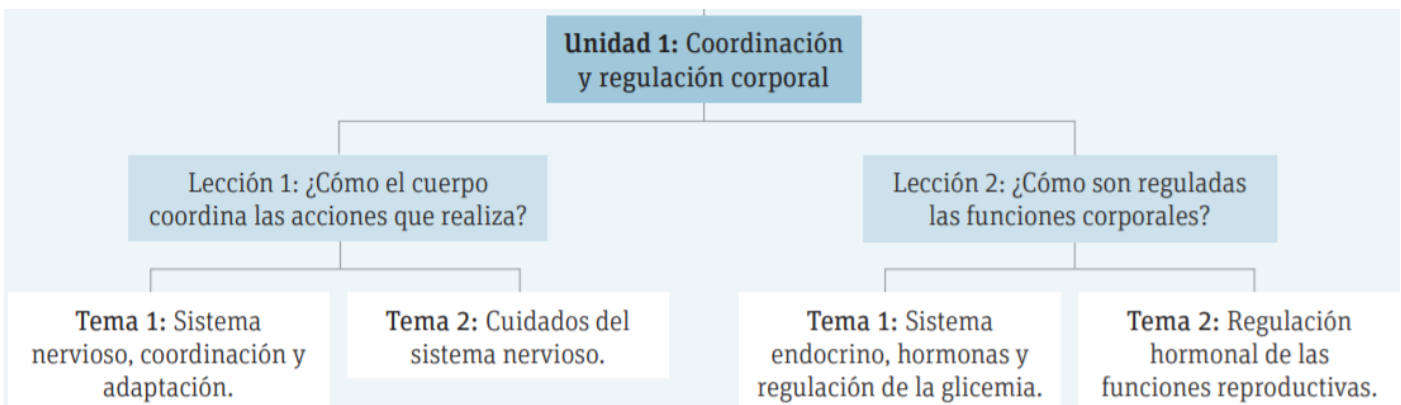 Unidad 1: Coordinación
y regulación corporal
Lección 1: ¿Cómo el cuerpo
coordina las acciones que realiza?
Lección 2: ¿Cómo son reguladas
las funciones corporales?
Tema 1: Sistema
nervioso, coordinación y
adaptación.
Tema 2: Cuidados del
sistema nervioso.
Tema 1: Sistema
endocrino, hormonas y
regulación de la glicemia.
Tema 2: Regulación
hormonal de las
funciones reproductivas.